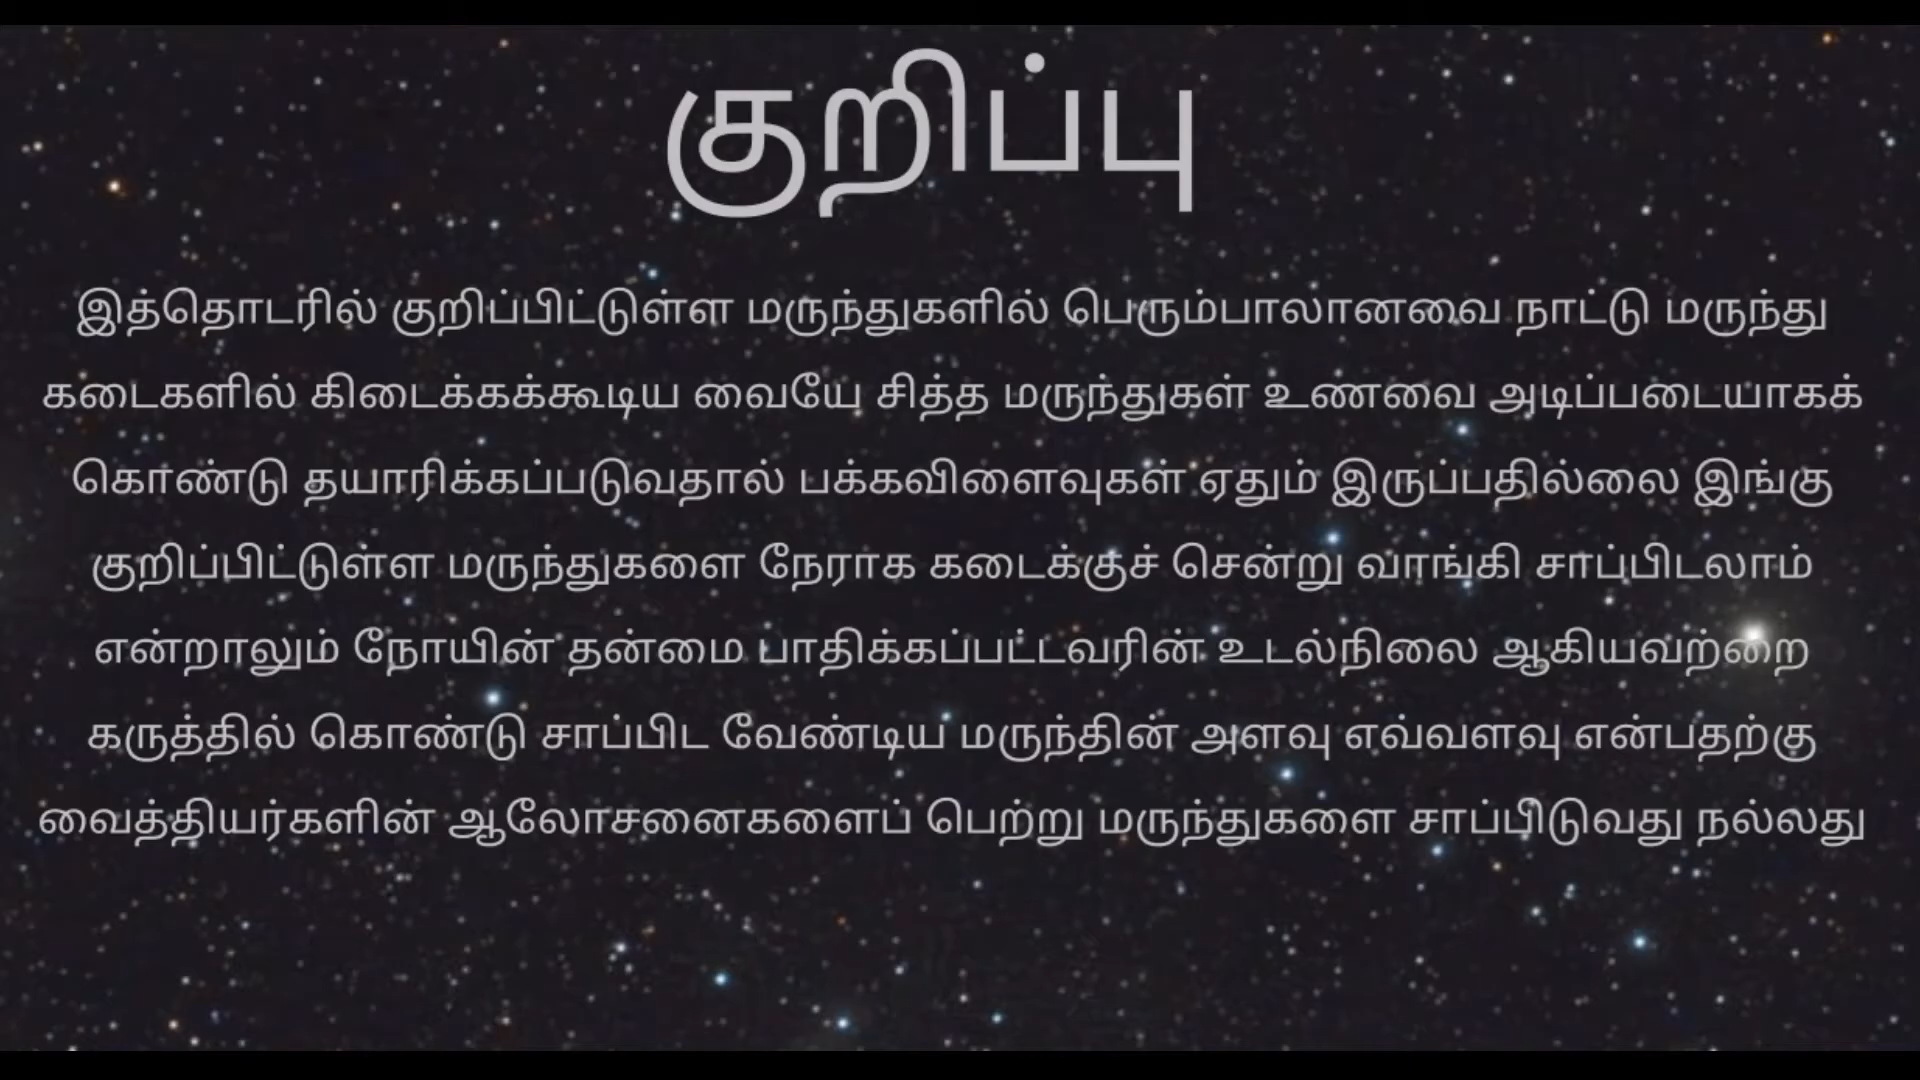 குறிப்பு
இத்தொடரில் குறிப்பிட்டுள்ள மருந்துகளில் பெரும்பாலானவை நாட்டு மருந்து
கடைகளில் கிடைக்கக்கூடிய வையே சித்த மருந்துகள் உணவை அடிப்படையாகக்
கொண்டு தயாரிக்கப்படுவதால் பக்கவிளைவுகள் ஏதும் இருப்பதில்லை இங்கு
குறிப்பிட்டுள்ள மருந்துகளை நேராக கடைக்குச் சென்று வாங்கி சாப்பிடலாம்
என்றாலும் நோயின் தன்மை பாதிக்கப்பட்டவரின் உடல்நிலை ஆகியவற்றை
கருத்தில் கொண்டு சாப்பிட வேண்டிய மருந்தின் அளவு எவ்வளவு என்பதற்கு
வைத்தியர்களின் ஆலோசனைகளைப் பெற்று மருந்துகளை சாப்பிடுவது நல்லது